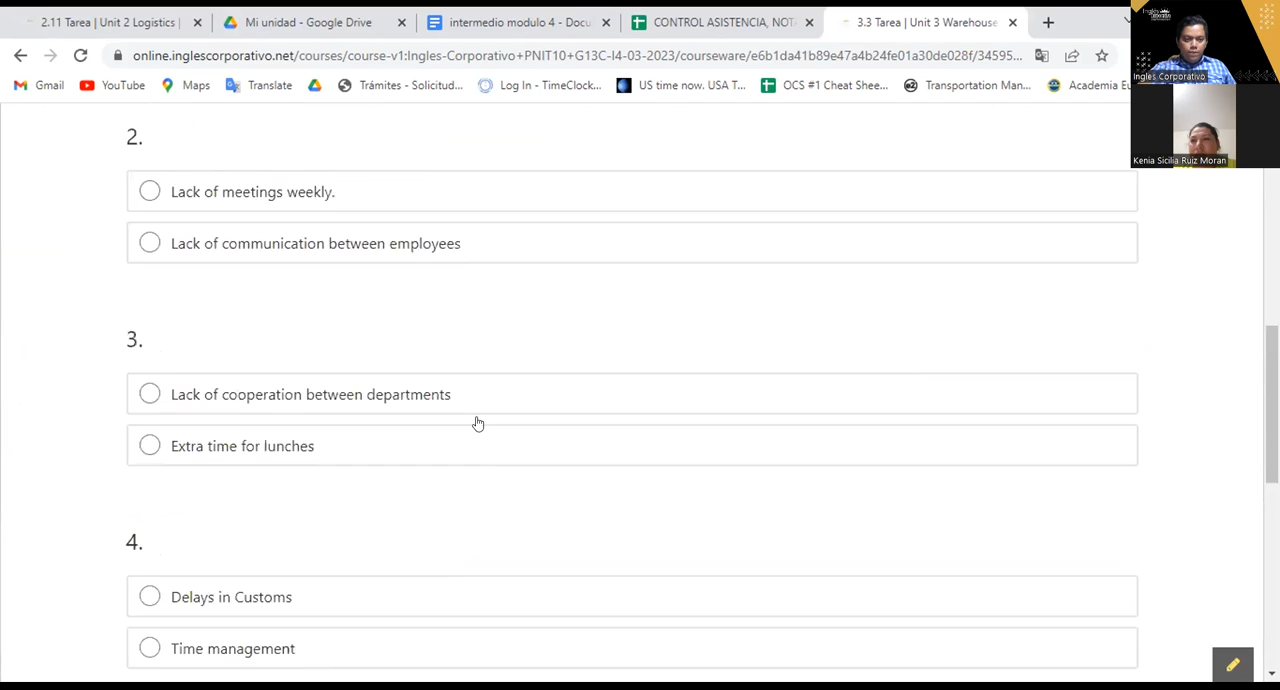 2.11 Tarea | Unit 2 Logistics |
Mi unidad - Google Drive
intermedio modulo 4 - Docu
CONTROL ASISTENCIA, NOT
3.3 Tarea | Unit 3 Warehouse
online.inglescorporativo.net/courses/course-v1:Ingles-Corporativo+PNIT10+G13C-I4-03-2023/courseware/e6b1da41b89e47a4b24fe01a30de028f/34595...
Gmail
YouTube
Maps
Translate
Trámites - Solicitud...
Log In - TimeClock...
US time now. USA T...
OCS #1 Cheat Shee...
Transportation Man...
Academia Eu
Ingles Corporativo
Kenia Sicilia Ruiz Moran
2.
Lack of meetings weekly.
Lack of communication between employees
3.
Lack of cooperation between departments
Extra time for lunches
4.
Delays in Customs
Time management